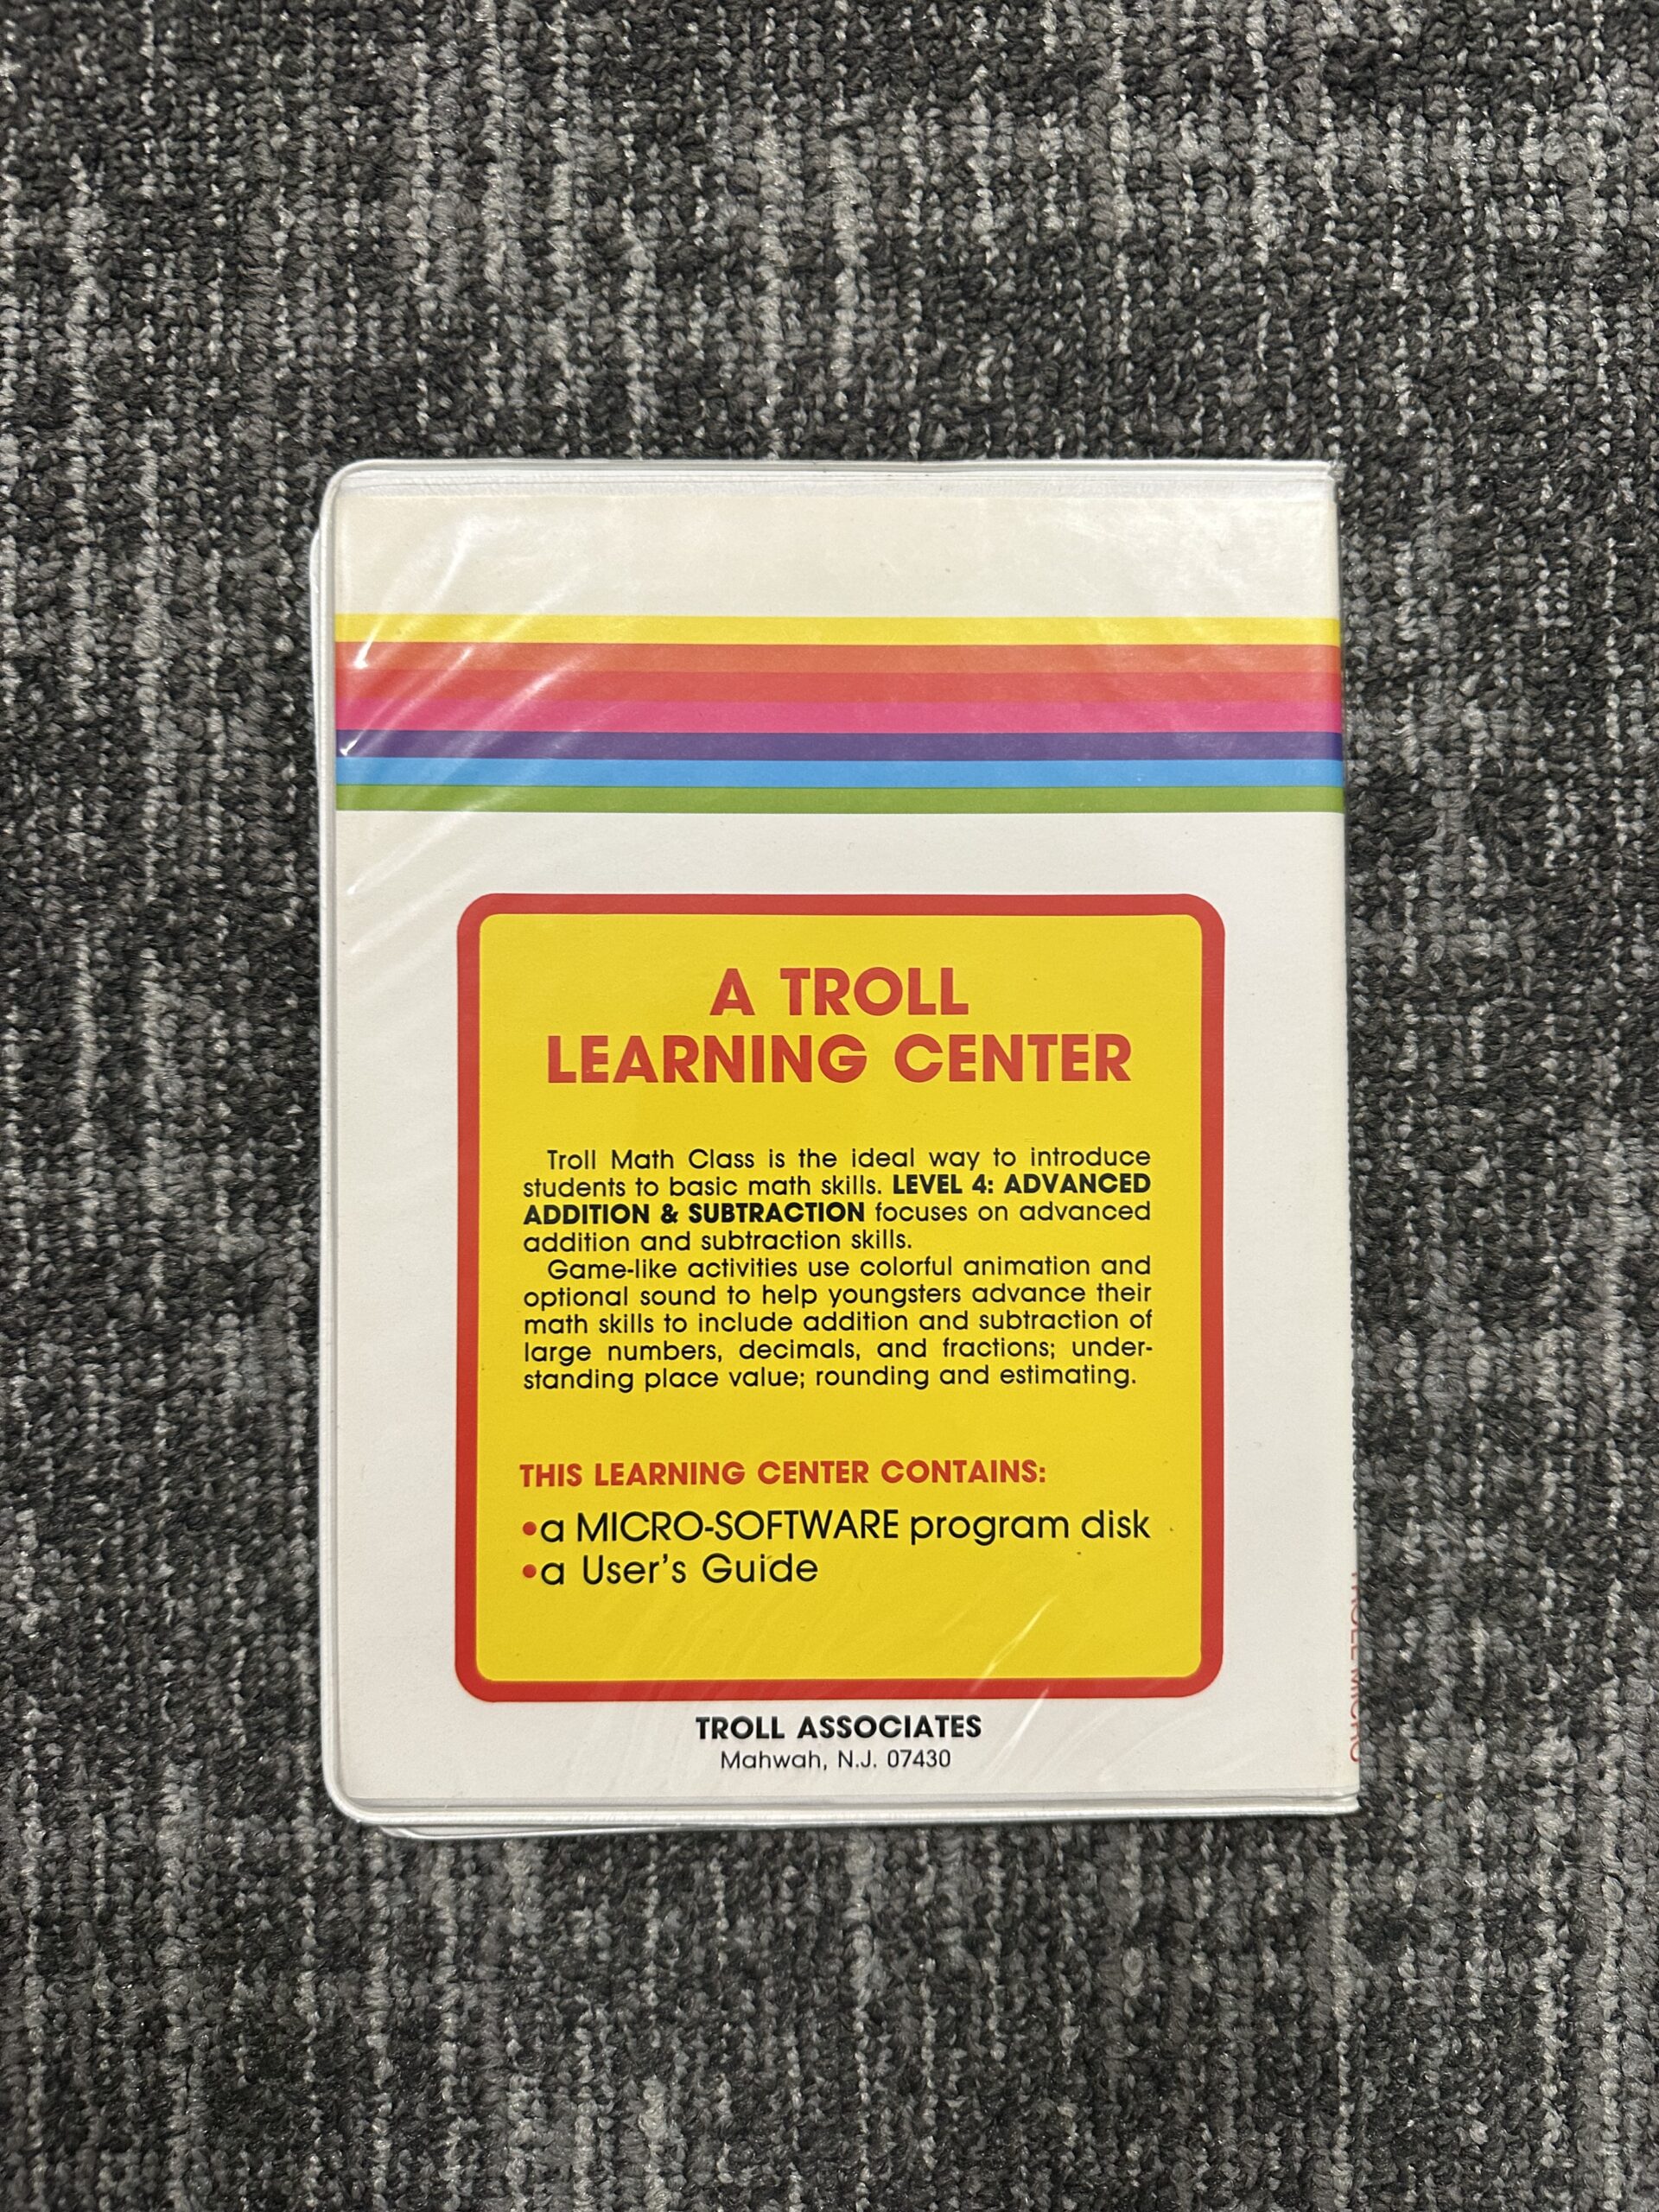 A TROLL
LEARNING CENTER
Troll Math Class is the ideal way to introduce
students to basic math skills. LEVEL 4: ADVANCED
ADDITION & SUBTRACTION focuses on advanced
addition and subtraction skills.
Game-like activities use colorful animation and
optional sound to help youngsters advance their
math skills to include addition and subtraction of
large numbers, decimals, and fractions; under-
standing place value; rounding and estimating.
THIS LEARNING CENTER CONTAINS:
•a MICRO-SOFTWARE program disk
•a User's Guide
TROLL ASSOCIATES
Mahwah, N.J. 07430